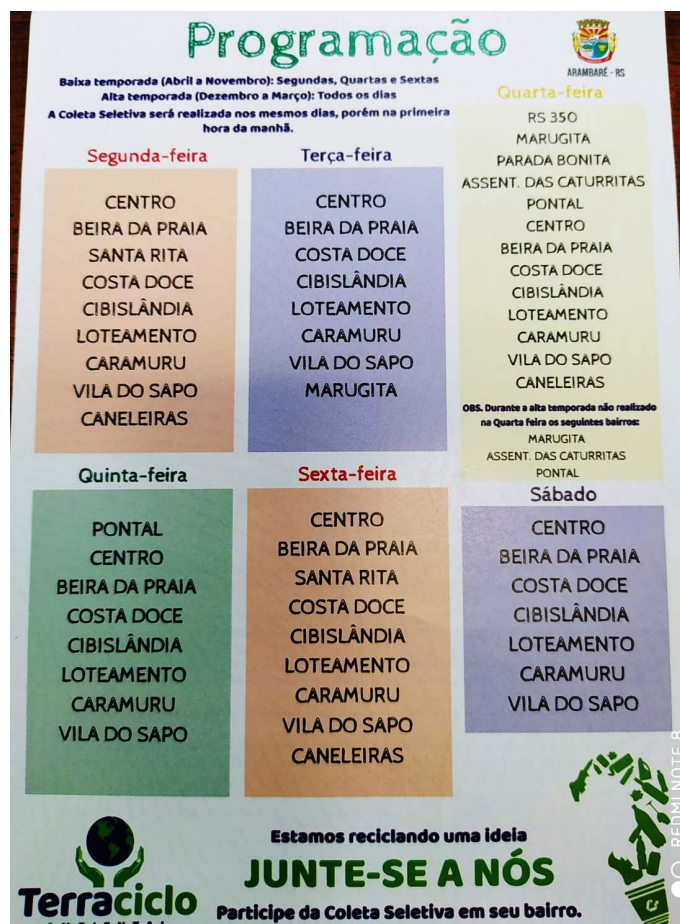 Programação
ARAMBARÉ - RS
Baixa temporada (Abril a Novembro): Segundas, Quartas e Sextas
Alta temporada (Dezembro a Março): Todos os dias
A Coleta Seletiva será realizada nos mesmos dias, porém na primeira
hora da manhã.
Segunda-feira
CENTRO
BEIRA DA PRAIA
SANTA RITA
COSTA DOCE
CIBISLÂNDIA
LOTEAMENTO
CARAMURU
VILA DO SAPO
CANELEIRAS
Terça-feira
CENTRO
BEIRA DA PRAIA
COSTA DOCE
CIBISLÂNDIA
LOTEAMENTO
CARAMURU
VILA DO SAPO
MARUGITA
Quarta-feira
RS 350
MARUGITA
PARADA BONITA
ASSENT. DAS CATURRITAS
PONTAL
CENTRO
BEIRA DA PRAIA
COSTA DOCE
CIBISLÂNDIA
LOTEAMENTO
CARAMURU
VILA DO SAPO
CANELEIRAS
OBS. Durante a alta temporada não realizado
na Quarta feira os seguintes bairros:
MARUGITA
ASSENT. DAS CATURRITAS
PONTAL
Quinta-feira
PONTAL
CENTRO
BEIRA DA PRAIA
COSTA DOCE
CIBISLÂNDIA
LOTEAMENTO
CARAMURU
VILA DO SAPO
Sexta-feira
CENTRO
BEIRA DA PRAIA
SANTA RITA
COSTA DOCE
CIBISLÂNDIA
LOTEAMENTO
CARAMURU
VILA DO SAPO
CANELEIRAS
Sábado
CENTRO
BEIRA DA PRAIA
COSTA DOCE
CIBISLÂNDIA
LOTEAMENTO
CARAMURU
VILA DO SAPO
Terraciclo
Estamos reciclando uma ideia
JUNTE-SE A NÓS
Participe da Coleta Seletiva em seu bairro.
REDMI NOTE 8